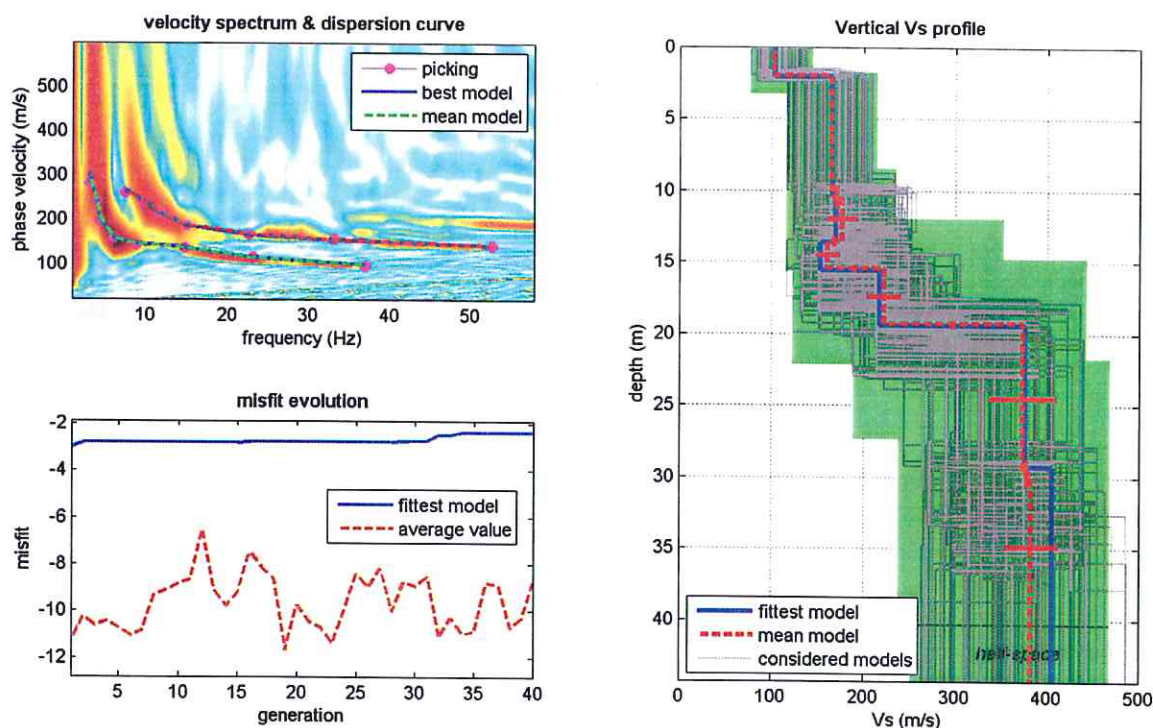 velocity spectrum & dispersion curve
500
400
300
200
100
phase velocity (m/s)
picking
best model
mean model
10 20 30 40 50
frequency (Hz)
misfit evolution
-2
-4
-6
-8
-10
-12
misfit
fittest model
average value
5 10 15 20 25 30 35 40
generation
Vertical Vs profile
0
5
10
15
20
25
30
35
40
depth (m)
fittest model
mean model
considered models
half-space
0 100 200 300 400 500
Vs (m/s)